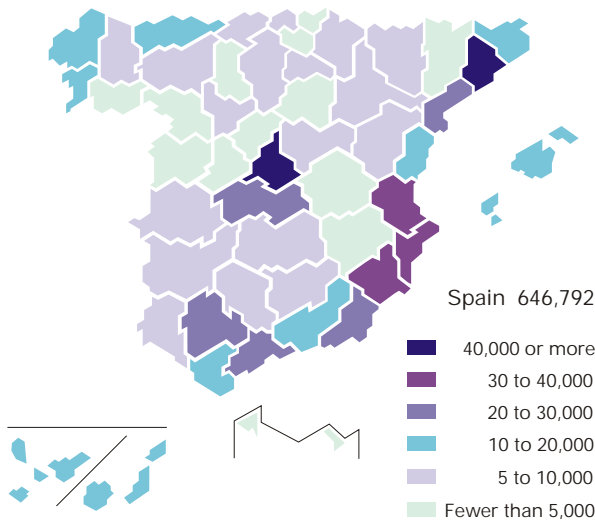 Spain 646,792
40,000 or more
30 to 40,000
20 to 30,000
10 to 20,000
5 to 10,000
Fewer than 5,000